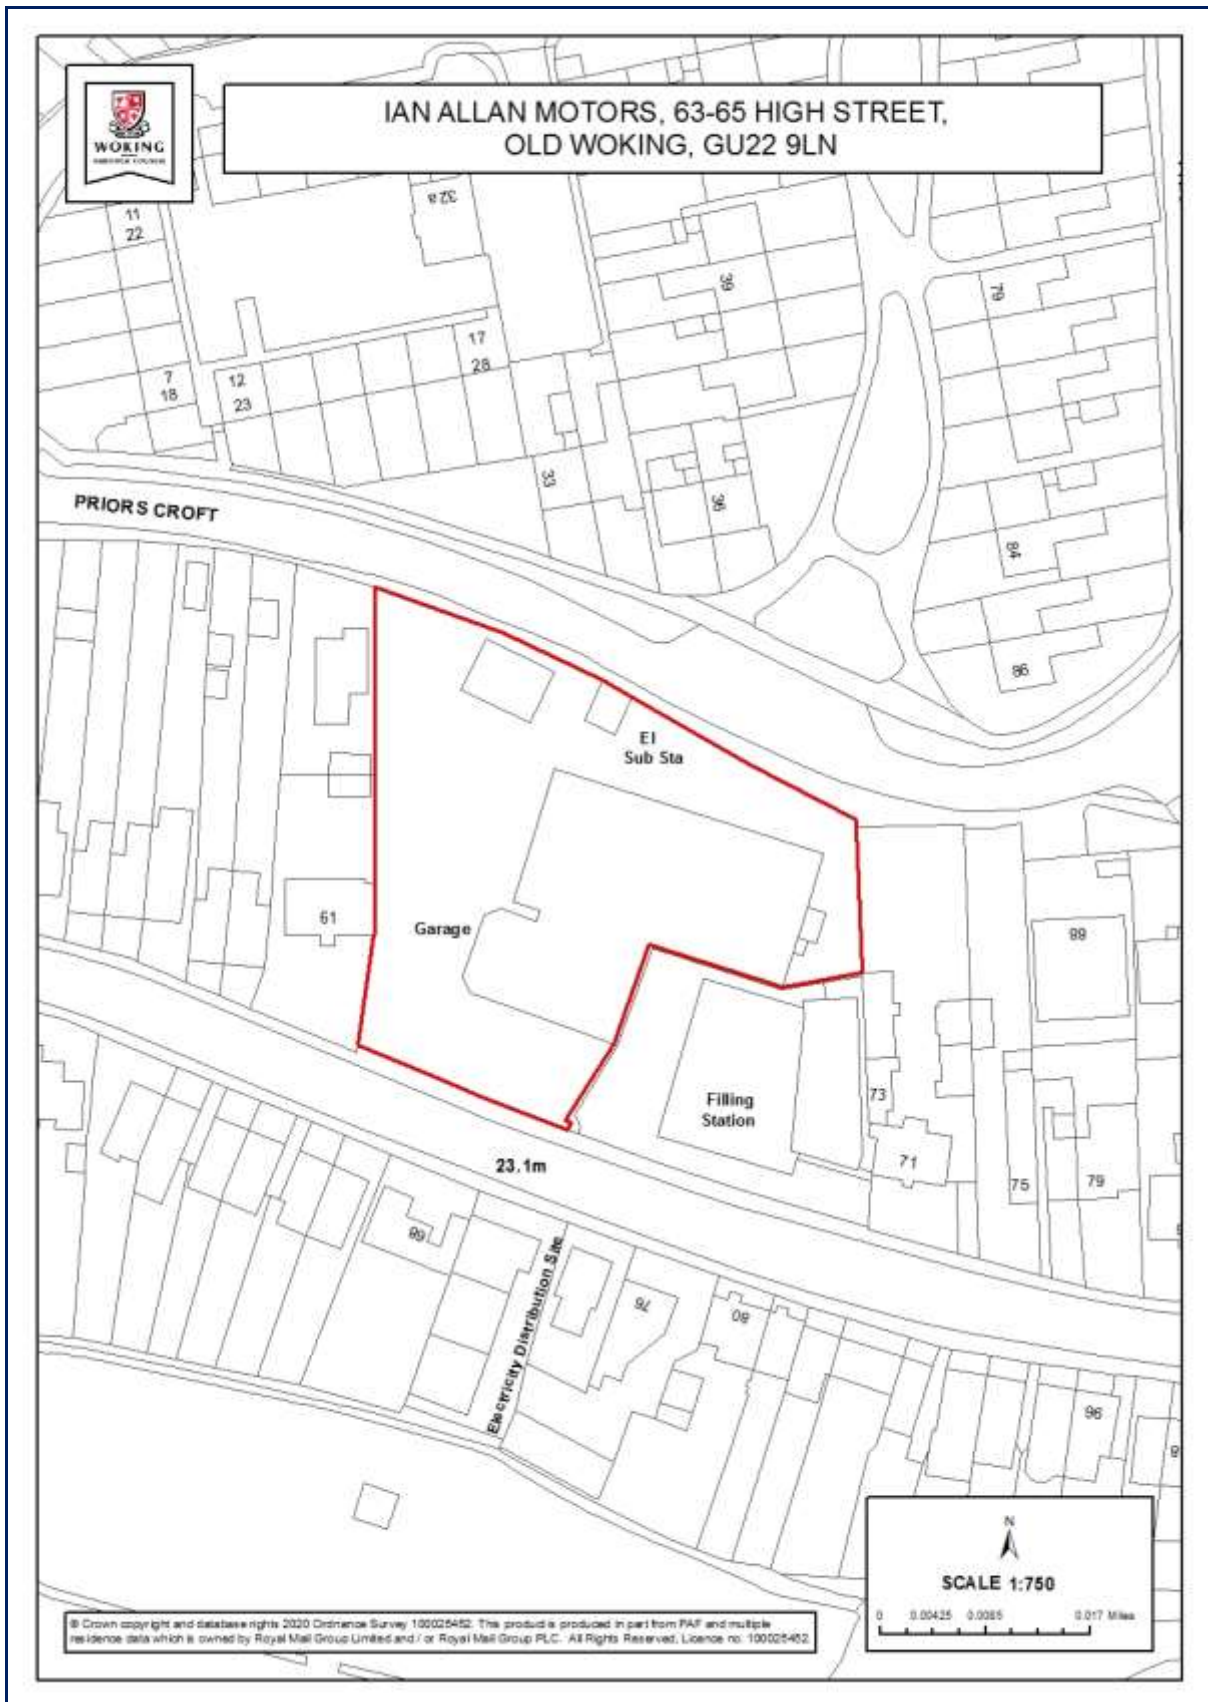 IAN ALLAN MOTORS, 63-65 HIGH STREET,
OLD WOKING, GU22 9LN
WOKING
BOROUGH COUNCIL
11
22
32a
39
79
17
28
7
18
12
23
33
36
84
PRIORS CROFT
86
El
Sub Sta
61
Garage
88
Filling
Station
73
71
75
79
23.1m
68
Electricity Distribution Site
76
80
96
N
SCALE 1:750
0 0.00425 0.0085 0.017 Miles
© Crown copyright and database rights 2020 Ordnance Survey 100025452. This product is produced in part from PAF and multiple
residence data which is owned by Royal Mail Group Limited and / or Royal Mail Group PLC. All Rights Reserved, Licence no. 100025452.